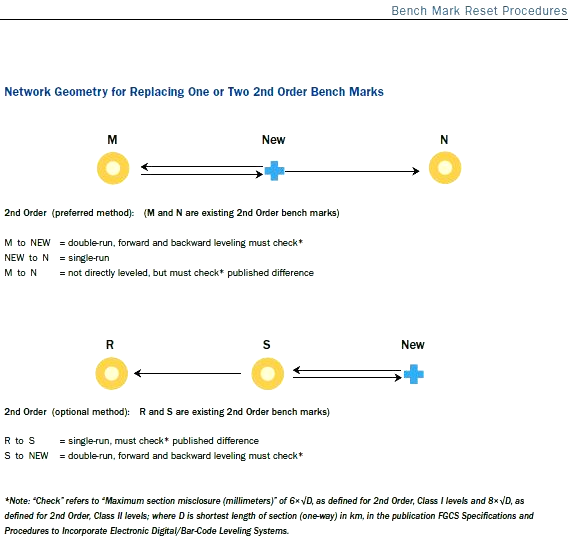 Bench Mark Reset Procedures
Network Geometry for Replacing One or Two 2nd Order Bench Marks
M New N
2nd Order (preferred method): (M and N are existing 2nd Order bench marks)
M to NEW = double-run, forward and backward leveling must check*
NEW to N = single-run
M to N = not directly leveled, but must check* published difference
R S New
2nd Order (optional method): R and S are existing 2nd Order bench marks)
R to S = single-run, must check* published difference
S to NEW = double-run, forward and backward leveling must check*
*Note: “Check” refers to “Maximum section misclosure (millimeters)” of 6×√D, as defined for 2nd Order, Class I levels and 8×√D, as
defined for 2nd Order, Class II levels; where D is shortest length of section (one-way) in km, in the publication FGCS Specifications and
Procedures to Incorporate Electronic Digital/Bar-Code Leveling Systems.